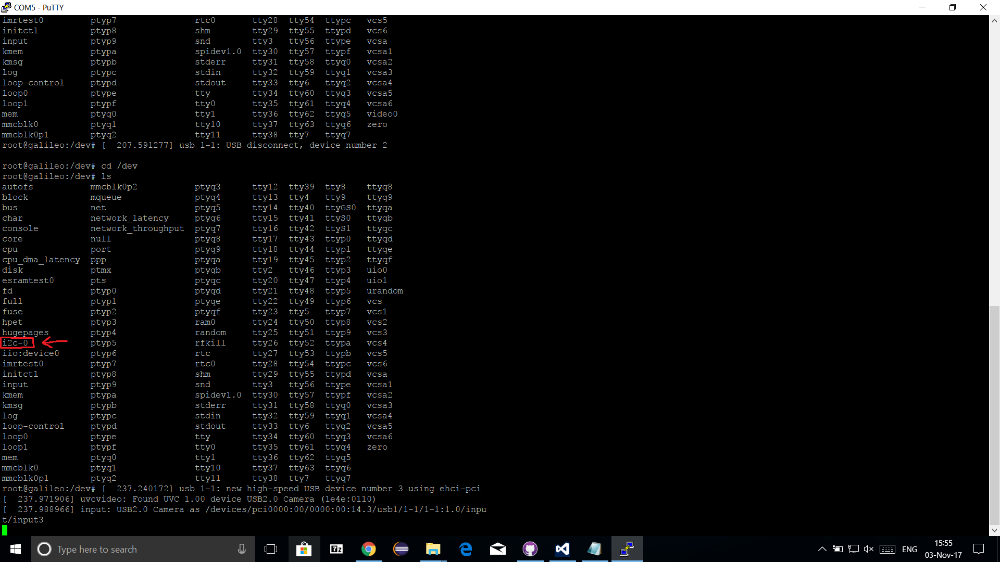 COM5 - PuTTY
imrtest0 ptyp7 rtc0 tty28 tty54 ttypc vcs5
initctl ptyp8 shm tty29 tty55 ttypd vcs6
input ptyp9 snd tty3 tty56 ttype vcsa
kmem ptypa spidev1.0 tty30 tty57 ttypf vcsa1
kmsg ptypb stderr tty31 tty58 ttyq0 vcsa2
log ptypc stdin tty32 tty59 ttyq1 vcsa3
loop-control ptypd stdout tty33 tty6 ttyq2 vcsa4
loop0 ptype tty tty34 tty60 ttyq3 vcsa5
loop1 ptypf tty0 tty35 tty61 ttyq4 vcsa6
mem ptyq0 tty1 tty36 tty62 ttyq5 video0
mmcblk0 ptyq1 tty10 tty37 tty63 ttyq6 zero
mmcblk0p1 ptyq2 tty11 tty38 tty7 ttyq7
root@galileo:/dev# [ 207.591277] usb 1-1: USB disconnect, device number 2
root@galileo:/dev# cd /dev
root@galileo:/dev# ls
autofs mmcblk0p2 ptyq3 tty12 tty39 tty8 ttyq8
block mqueue ptyq4 tty13 tty4 tty9 ttyq9
bus net ptyq5 tty14 tty40 ttyGS0 ttyqa
char network_latency ptyq6 tty15 tty41 ttyS0 ttyqb
console network_throughput ptyq7 tty16 tty42 ttyS1 ttyqc
core null ptyq8 tty17 tty43 ttyp0 ttyqd
cpu port ptyq9 tty18 tty44 ttyp1 ttyqe
cpu_dma_latency ppp ptyqa tty19 tty45 ttyp2 ttyqf
disk ptmx ptyqb tty2 tty46 ttyp3 uio0
esramtest0 pts ptyqc tty20 tty47 ttyp4 uio1
fd ptyp0 ptyqd tty21 tty48 ttyp5 urandom
full ptyp1 ptyqe tty22 tty49 ttyp6 vcs
fuse ptyp2 ptyqf tty23 tty5 ttyp7 vcs1
hpet ptyp3 ram0 tty24 tty50 ttyp8 vcs2
hugepages ptyp4 random tty25 tty51 ttyp9 vcs3
i2c-0 ptyp5 rfkill tty26 tty52 ttypa vcs4
iio:device0 ptyp6 rtc tty27 tty53 ttypb vcs5
imrtest0 ptyp7 rtc0 tty28 tty54 ttypc vcs6
initctl ptyp8 shm tty29 tty55 ttypd vcsa
input ptyp9 snd tty3 tty56 ttype vcsa1
kmem ptypa spidev1.0 tty30 tty57 ttypf vcsa2
kmsg ptypb stderr tty31 tty58 ttyq0 vcsa3
log ptypc stdin tty32 tty59 ttyq1 vcsa4
loop-control ptypd stdout tty33 tty6 ttyq2 vcsa5
loop0 ptype tty tty34 tty60 ttyq3 vcsa6
loop1 ptypf tty0 tty35 tty61 ttyq4 zero
mem ptyq0 tty1 tty36 tty62 ttyq5
mmcblk0 ptyq1 tty10 tty37 tty63 ttyq6
mmcblk0p1 ptyq2 tty11 tty38 tty7 ttyq7
root@galileo:/dev# [ 237.240172] usb 1-1: new high-speed USB device number 3 using ehci-pci
[ 237.971906] uvcvideo: Found UVC 1.00 device USB2.0 Camera (1e4e:0110)
[ 237.988966] input: USB2.0 Camera as /devices/pci0000:00/0000:00:14.3/usb1/1-1/1-1:1.0/inpu
t/input3
Type here to search
7z
ENG
15:55
03-Nov-17